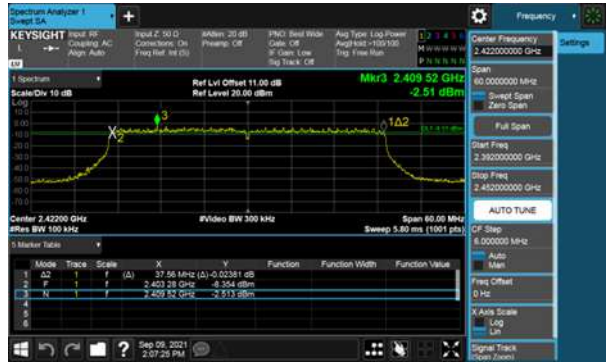 Spectrum Analyzer 1
Swept SA
+
Frequency
KEYSIGHT
Input: RF
Coupling: AC
Align: Auto
Input Z: 50 Ω
Corrections: On
Freq Ref: Int (S)
#Atten: 20 dB
Preamp: Off
PNO: Best Wide
Gate: Off
IF Gain: Low
Sig Track: Off
Avg Type: Log-Power
Avg|Hold:>100/100
Trig: Free Run
Center Frequency
2.422000000 GHz
Settings
Span
60.0000000 MHz
Swept Span
Zero Span
Full Span
Start Freq
2.392000000 GHz
Stop Freq
2.452000000 GHz
AUTO TUNE
CF Step
6.000000 MHz
Auto
Man
Freq Offset
0 Hz
X Axis Scale
Log
Lin
Signal Track
(Span Zoom)
1 Spectrum
Scale/Div 10 dB
Log
Ref Lvl Offset 11.00 dB
Ref Level 20.00 dBm
Mkr3 2.409 52 GHz
-2.51 dBm
3
X2
1Δ2
Center 2.42200 GHz
#Res BW 100 kHz
#Video BW 300 kHz
Span 60.00 MHz
Sweep 5.80 ms (1001 pts)
5 Marker Table
Mode Trace Scale X Y Function Function Width Function Value
1 Δ2 1 f (Δ) 37.56 MHz (Δ) -0.02381 dB
2 F 1 f 2.403 28 GHz -8.354 dBm
3 N 1 f 2.409 52 GHz -2.513 dBm
4
5
6
Sep 09, 2021
2:07:25 PM